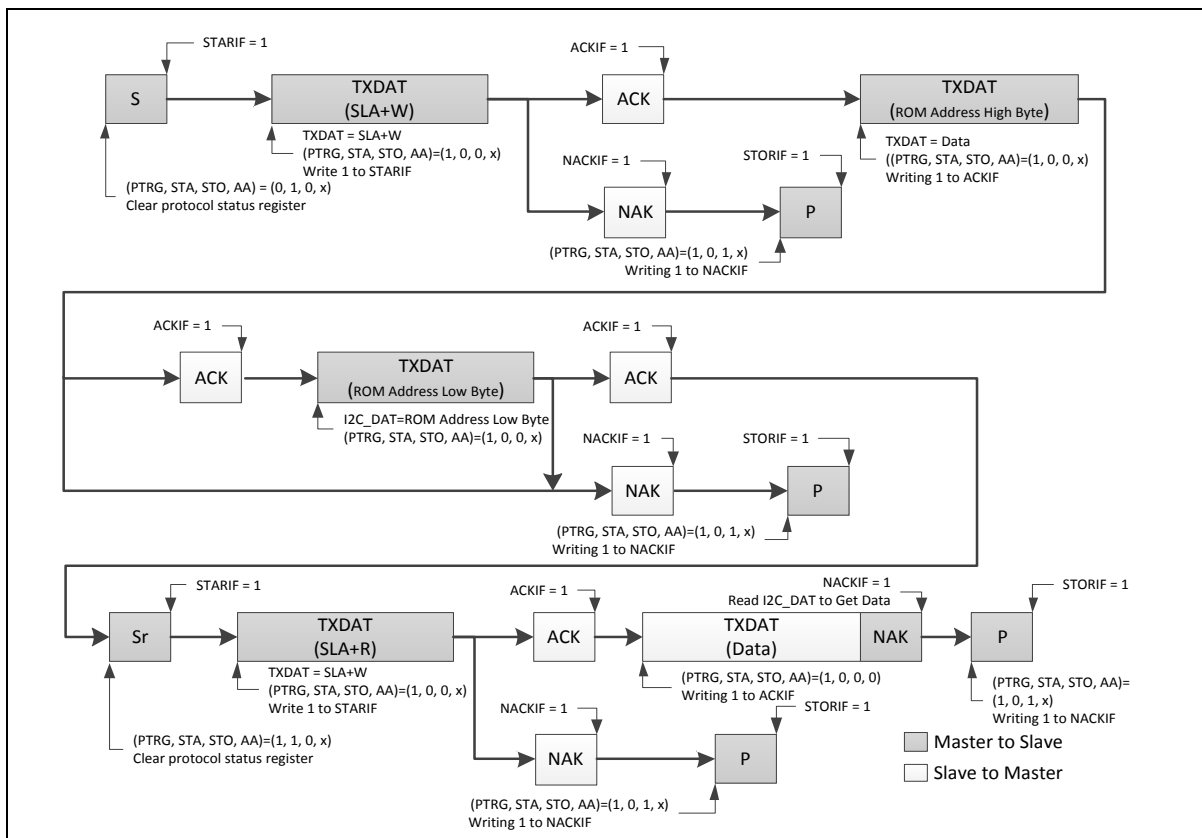 STARIF = 1
ACKIF = 1
S
TXDAT
(SLA+W)
ACK
TXDAT
(ROM Address High Byte)
TXDAT = SLA+W
(PTRG, STA, STO, AA)=(1, 0, 0, x)
Write 1 to STARIF
TXDAT = Data
((PTRG, STA, STO, AA)=(1, 0, 0, x)
Writing 1 to ACKIF
(PTRG, STA, STO, AA) = (0, 1, 0, x)
Clear protocol status register
NACKIF = 1
STORIF = 1
NAK
P
(PTRG, STA, STO, AA)=(1, 0, 1, x)
Writing 1 to NACKIF
ACKIF = 1
ACKIF = 1
ACK
TXDAT
(ROM Address Low Byte)
ACK
I2C_DAT=ROM Address Low Byte
(PTRG, STA, STO, AA)=(1, 0, 0, x)
NACKIF = 1
STORIF = 1
NAK
P
(PTRG, STA, STO, AA)=(1, 0, 1, x)
Writing 1 to NACKIF
STARIF = 1
ACKIF = 1
NACKIF = 1
Read I2C_DAT to Get Data
STORIF = 1
Sr
TXDAT
(SLA+R)
ACK
TXDAT
(Data)
NAK
P
TXDAT = SLA+W
(PTRG, STA, STO, AA)=(1, 0, 0, x)
Write 1 to STARIF
(PTRG, STA, STO, AA)=(1, 0, 0, 0)
Writing 1 to ACKIF
(PTRG, STA, STO, AA)=
(1, 0, 1, x)
Writing 1 to NACKIF
(PTRG, STA, STO, AA)=(1, 1, 0, x)
Clear protocol status register
NACKIF = 1
STORIF = 1
NAK
P
(PTRG, STA, STO, AA)=(1, 0, 1, x)
Writing 1 to NACKIF
Master to Slave
Slave to Master